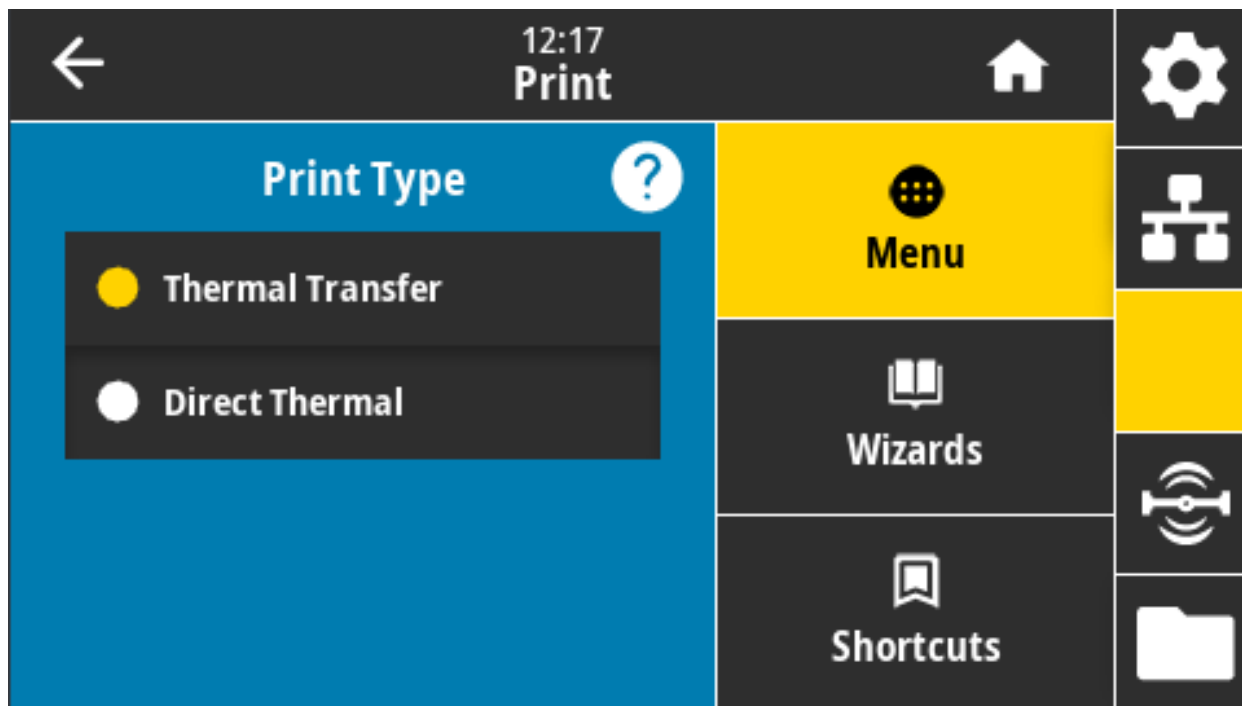 12:17
Print
Print Type
?
Thermal Transfer
Direct Thermal
Menu
Wizards
Shortcuts